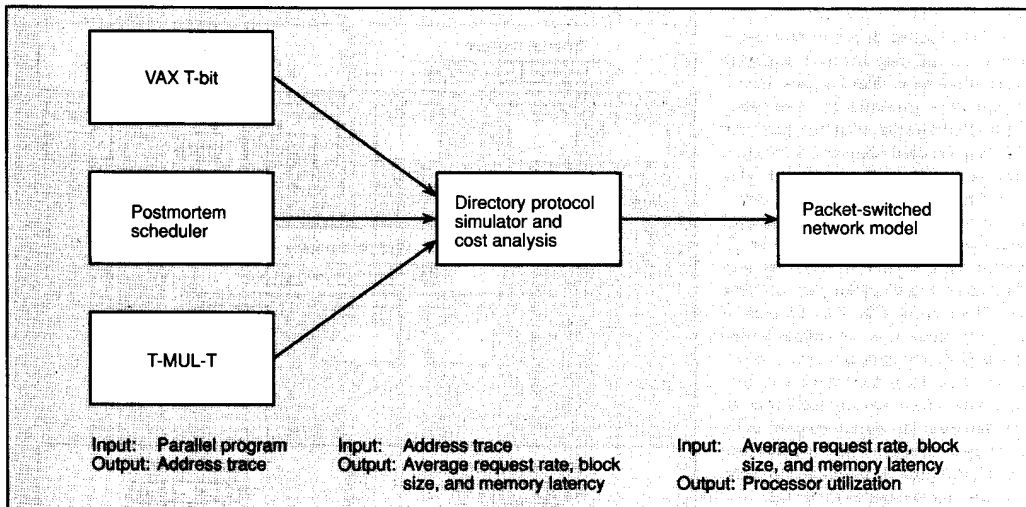 VAX T-bit
Postmortem
scheduler
T-MUL-T
Directory protocol
simulator and
cost analysis
Packet-switched
network model
Input: Parallel program
Output: Address trace
Input: Address trace
Output: Average request rate, block
size, and memory latency
Input: Average request rate, block
size, and memory latency
Output: Processor utilization